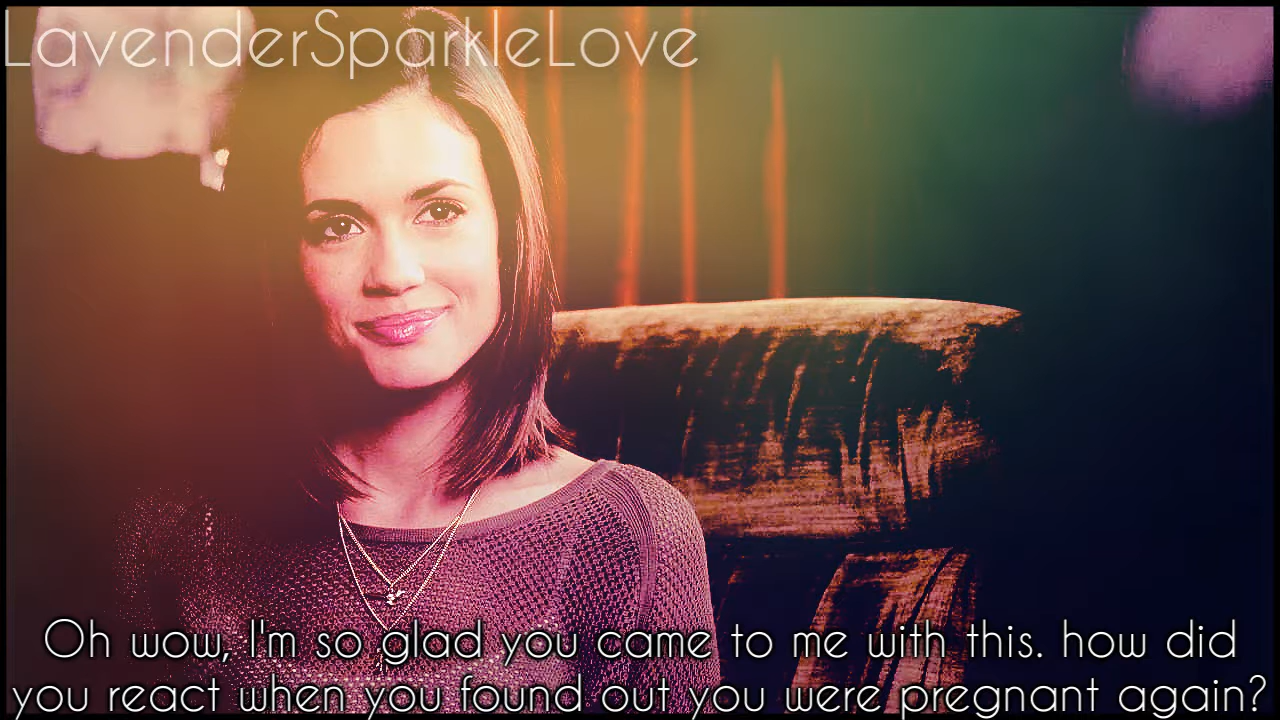 LavenderSparkleLove
Oh wow, I'm so glad you came to me with this. how did
you react when you found out you were pregnant again?